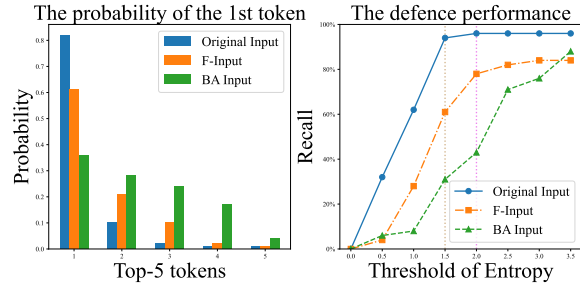 The probability of the 1st token
Probability
0.8
0.7
0.6
0.5
0.4
0.3
0.2
0.1
0.0
Original Input
F-Input
BA Input
1 2 3 4 5
Top-5 tokens
The defence performance
Recall
100%
80%
60%
40%
20%
0%
Original Input
F-Input
BA Input
0.0 0.5 1.0 1.5 2.0 2.5 3.0 3.5
Threshold of Entropy